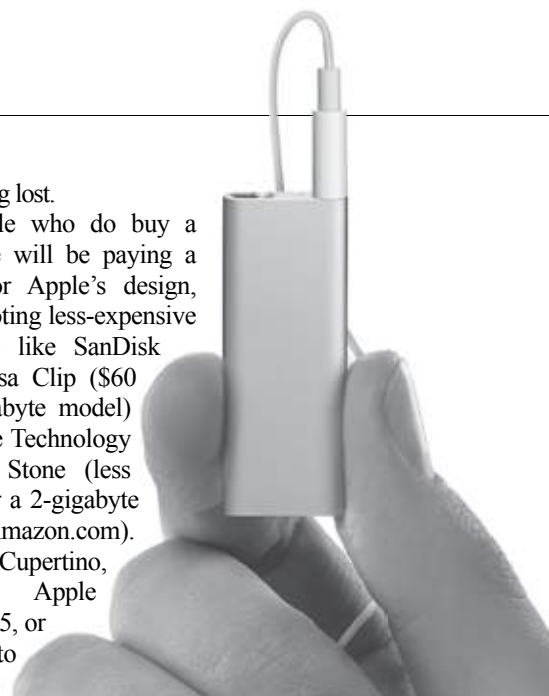 g lost.
le who do buy a
will be paying a
or Apple's design,
ting less-expensive
like SanDisk
sa Clip ($60
abyte model)
e Technology
Stone (less
r a 2-gigabyte
mazon.com).
Cupertino,
Apple
5, or
to